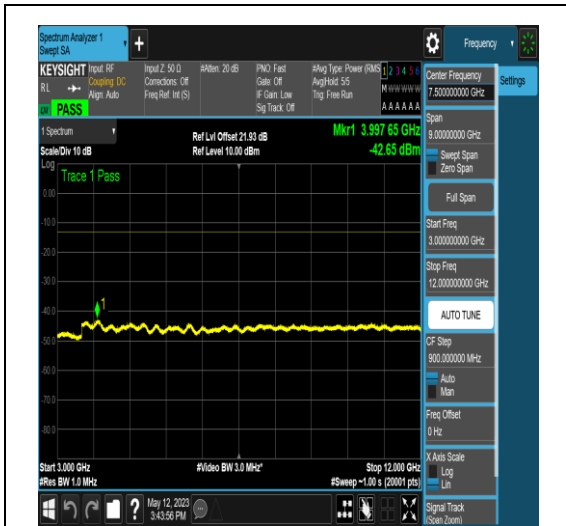 Spectrum Analyzer 1
Swept SA
+
Frequency
KEYSIGHT
RL
PASS
Input: RF
Coupling: DC
Align: Auto
Input Z: 50 Ω
Corrections: Off
Freq Ref: Int (S)
#Atten: 20 dB
PNO: Fast
Gate: Off
IF Gain: Low
Sig Track: Off
#Avg Type: Power (RMS
Avg|Hold: 5/5
Trig: Free Run
1 2 3 4 5 6
M W W W W W
A A A A A A
Center Frequency
7.500000000 GHz
Settings
Span
9.00000000 GHz
Swept Span
Zero Span
Full Span
Start Freq
3.000000000 GHz
Stop Freq
12.000000000 GHz
AUTO TUNE
CF Step
900.000000 MHz
Auto
Man
Freq Offset
0 Hz
X Axis Scale
Log
Lin
Signal Track
(Span Zoom)
1 Spectrum
Scale/Div 10 dB
Ref Lvl Offset 21.93 dB
Ref Level 10.00 dBm
Mkr1 3.997 65 GHz
-42.65 dBm
Log
Trace 1 Pass
0.00
-10.0
-20.0
-30.0
-40.0
-50.0
-60.0
-70.0
-80.0
1
Start 3.000 GHz
#Res BW 1.0 MHz
#Video BW 3.0 MHz*
Stop 12.000 GHz
#Sweep ~1.00 s (20001 pts)
?
May 12, 2023
3:43:56 PM